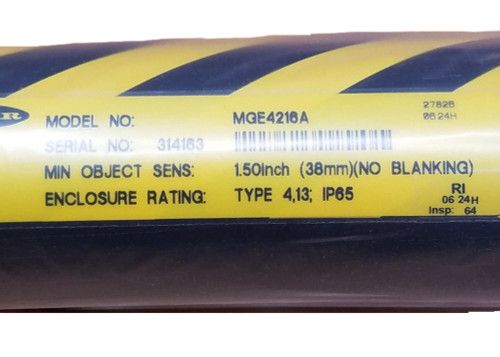 R
MODEL NO: MGE4216A
27828
06 24H
SERIAL NO: 314163
MIN OBJECT SENS: 1.50Inch (38mm)(NO BLANKING)
ENCLOSURE RATING: TYPE 4,13; IP65
RI
06 24H
Insp: 64